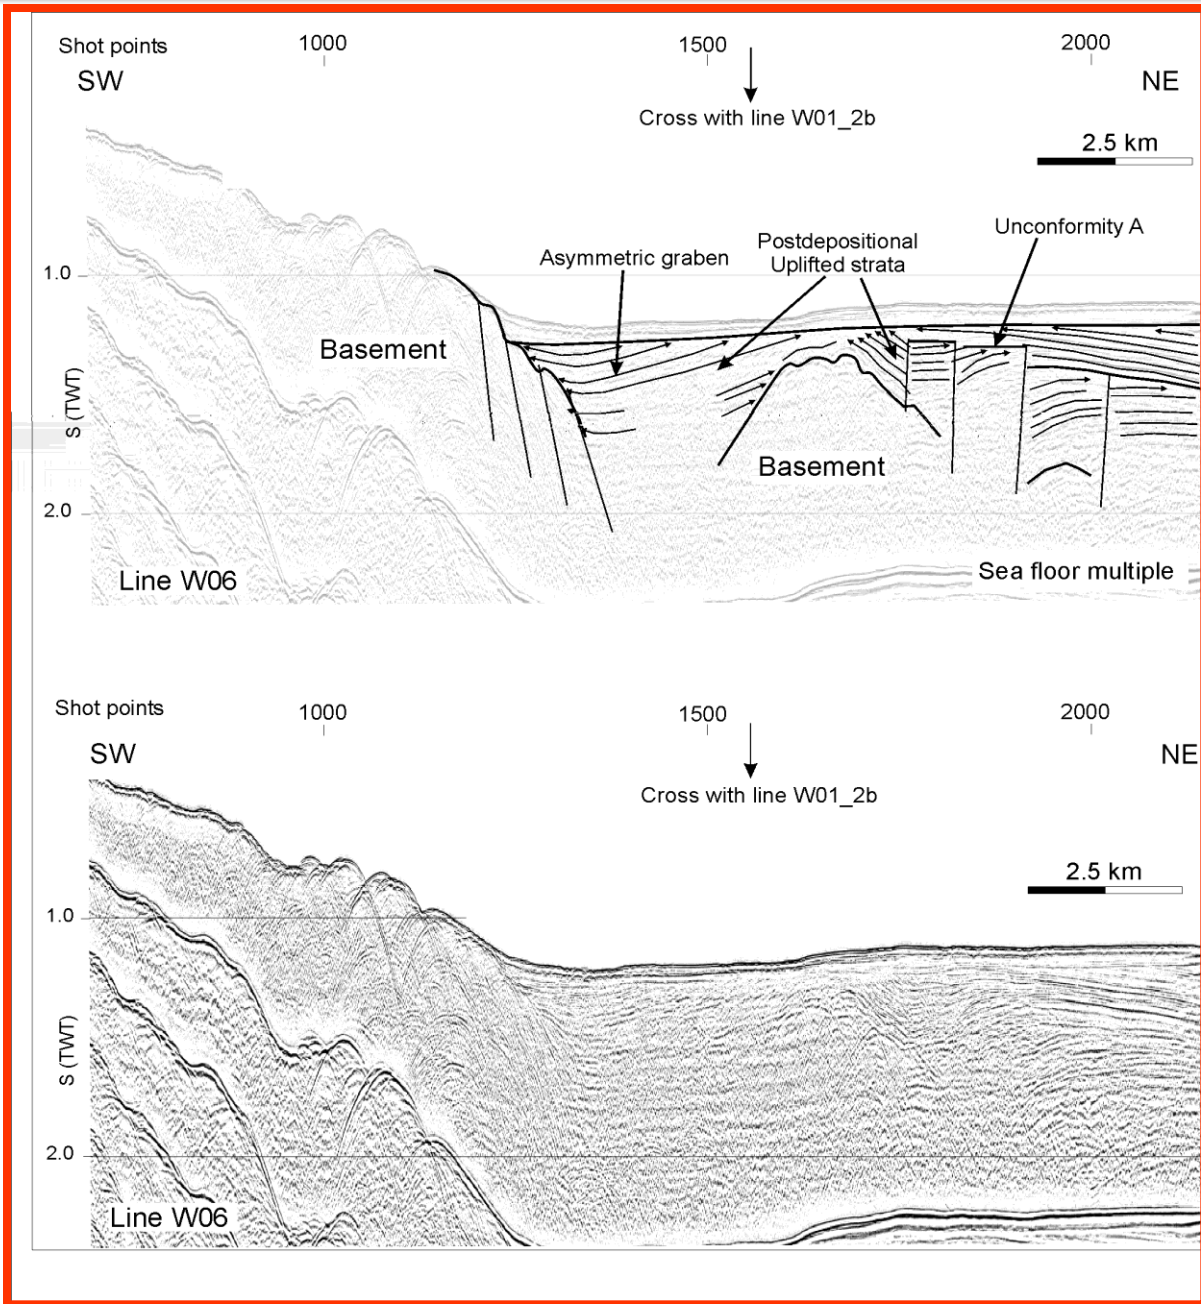 Shot points 1000 1500 2000
SW NE
Cross with line W01_2b
2.5 km
Unconformity A
Postdepositional
Uplifted strata
Asymmetric graben
1.0
Basement
S (TWT)
Basement
2.0
Sea floor multiple
Line W06
Shot points 1000 1500 2000
SW NE
Cross with line W01_2b
2.5 km
1.0
S (TWT)
2.0
Line W06